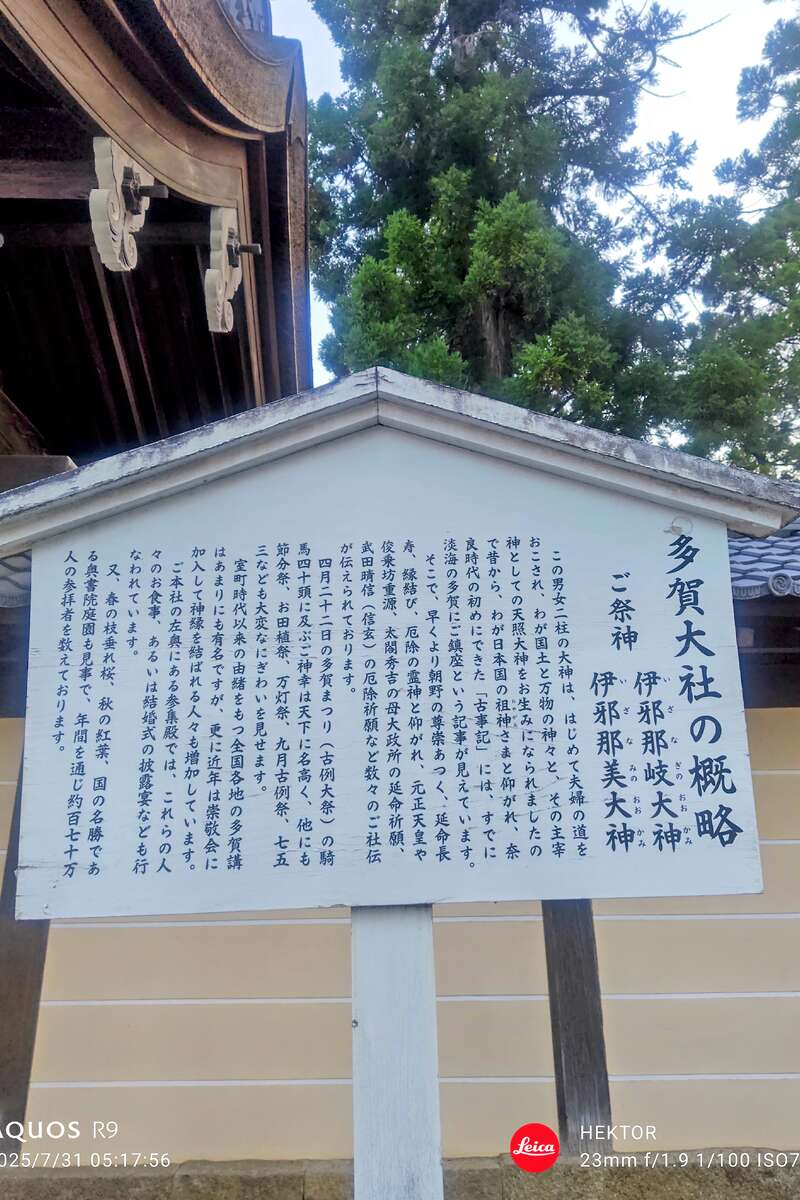 多賀大社の概略
ご祭神
伊邪那岐大神
いざなぎのおおかみ
伊邪那美大神
いざなみのおおかみ
この男女二柱の大神は、はじめて夫婦の道を
おこされ、わが国土と万物の神々と、その主宰
神としての天照大神をお生みになられましたの
で昔から、わが日本国の祖神さまと仰がれ、奈
良時代の初めにできた「古事記」には、すでに
淡海の多賀にご鎮座という記事が見えています。
そこで、早くより朝野の尊崇あつく、延命長
寿、縁結び、厄除の霊神と仰がれ、元正天皇や
俊乗坊重源、太閤秀吉の母大政所の延命祈願、
武田晴信（信玄）の厄除祈願など数々のご社伝
が伝えられております。
四月二十二日の多賀まつり（古例大祭）の騎
馬四十頭に及ぶご神幸は天下に名高く、他にも
節分祭、お田植祭、万灯祭、九月古例祭、七五
三なども大変なにぎわいを見せます。
室町時代以来の由緒をもつ全国各地の多賀講
はあまりにも有名ですが、更に近年は崇敬会に
加入して神縁を結ばれる人々も増加しています。
ご本社の左奥にある参集殿では、これらの人
々のお食事、あるいは結婚式の披露宴なども行
なわれています。
又、春の枝垂れ桜、秋の紅葉、国の名勝であ
る奥書院庭園も見事で、年間を通じ約百七十万
人の参拝者を数えております。
AQUOS R9
2025/7/31 05:17:56
Leica
HEKTOR
23mm f/1.9 1/100 ISO7